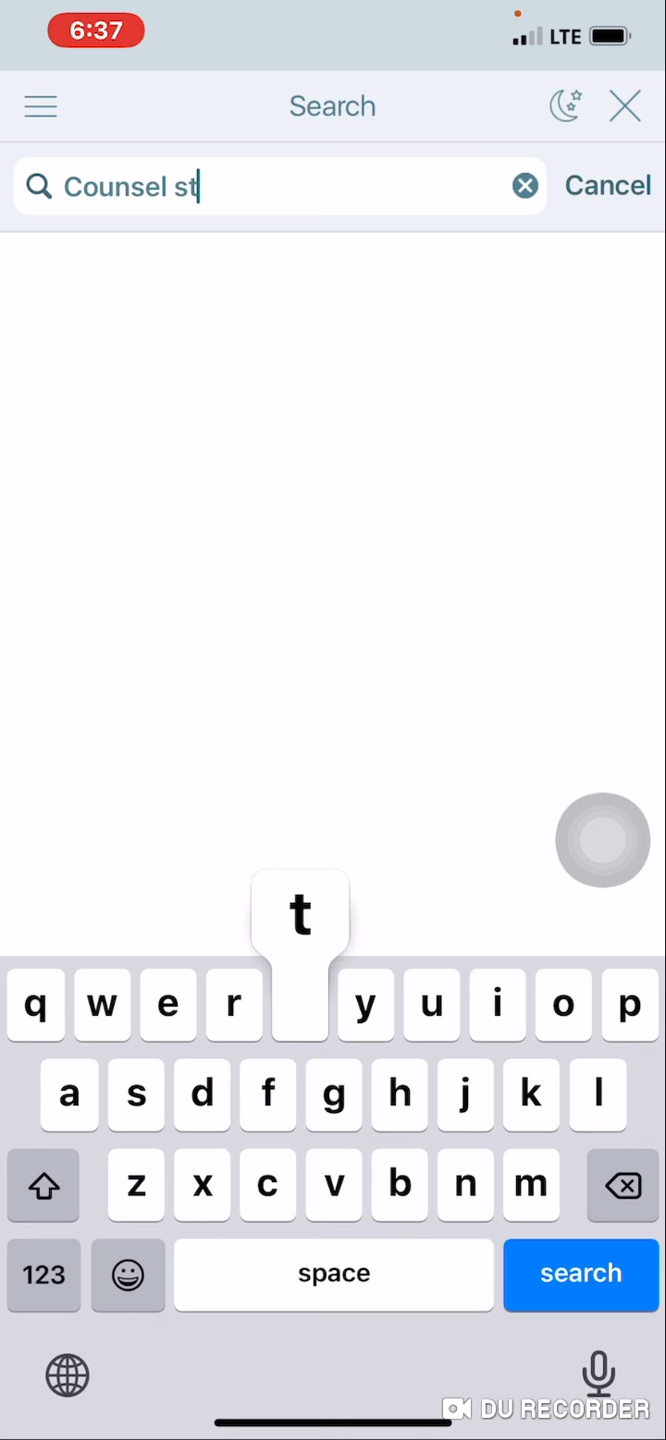 6:37
LTE
Search
Counsel st
Cancel
t
q w e r y u i o p
a s d f g h j k l
z x c v b n m
123 space search
DU RECORDER